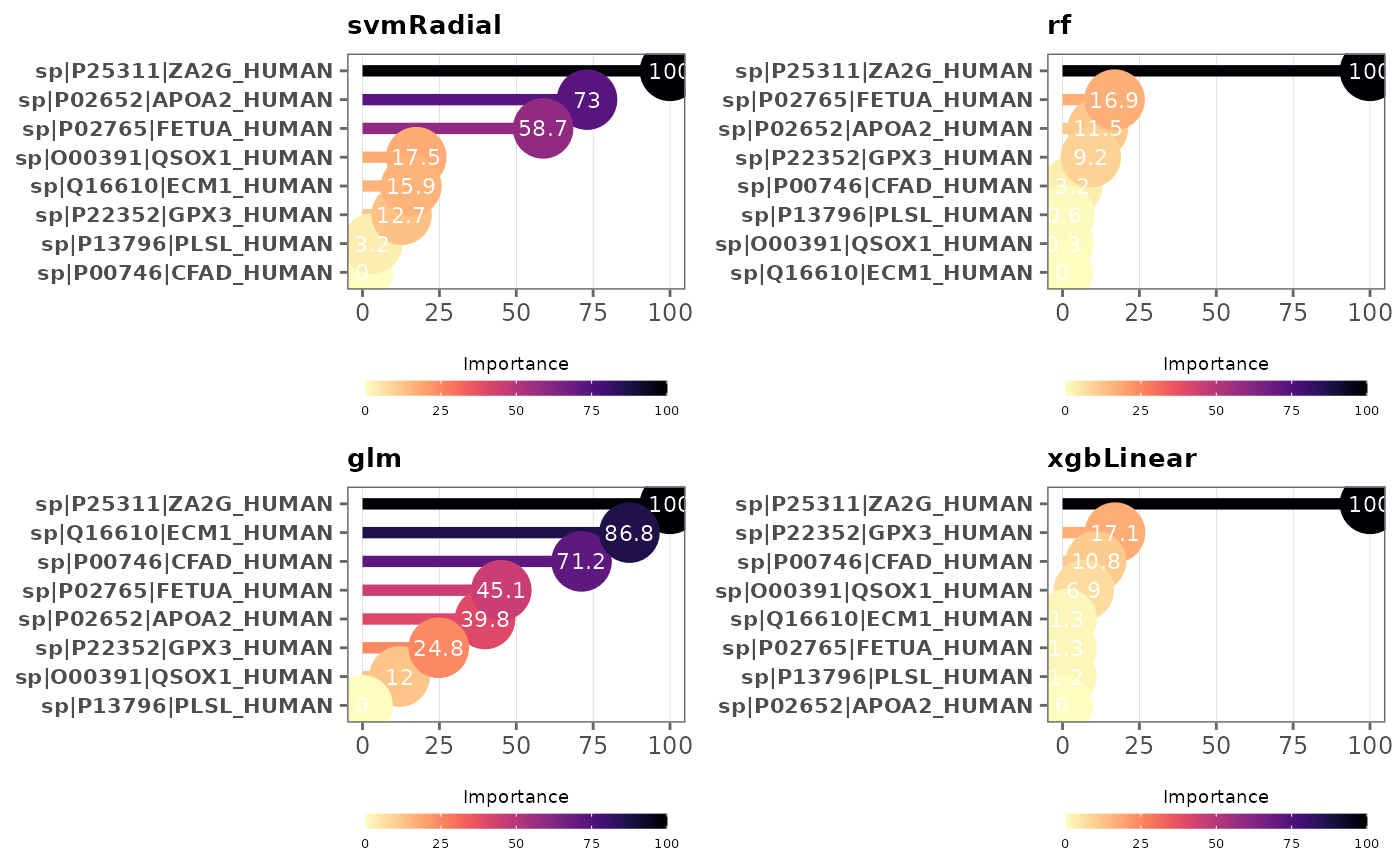 svmRadial
sp|P25311|ZA2G_HUMAN 100
sp|P02652|APOA2_HUMAN 73
sp|P02765|FETUA_HUMAN 58.7
sp|O00391|QSOX1_HUMAN 17.5
sp|Q16610|ECM1_HUMAN 15.9
sp|P22352|GPX3_HUMAN 12.7
sp|P13796|PLSL_HUMAN 3.2
sp|P00746|CFAD_HUMAN 0
0 25 50 75 100
Importance
0 25 50 75 100
rf
sp|P25311|ZA2G_HUMAN 100
sp|P02765|FETUA_HUMAN 16.9
sp|P02652|APOA2_HUMAN 11.5
sp|P22352|GPX3_HUMAN 9.2
sp|P00746|CFAD_HUMAN 3.2
sp|P13796|PLSL_HUMAN 0.6
sp|O00391|QSOX1_HUMAN 0.3
sp|Q16610|ECM1_HUMAN 0
0 25 50 75 100
Importance
0 25 50 75 100
glm
sp|P25311|ZA2G_HUMAN 100
sp|Q16610|ECM1_HUMAN 86.8
sp|P00746|CFAD_HUMAN 71.2
sp|P02765|FETUA_HUMAN 45.1
sp|P02652|APOA2_HUMAN 39.8
sp|P22352|GPX3_HUMAN 24.8
sp|O00391|QSOX1_HUMAN 12
sp|P13796|PLSL_HUMAN 0
0 25 50 75 100
Importance
0 25 50 75 100
xgbLinear
sp|P25311|ZA2G_HUMAN 100
sp|P22352|GPX3_HUMAN 17.1
sp|P00746|CFAD_HUMAN 10.8
sp|O00391|QSOX1_HUMAN 6.9
sp|Q16610|ECM1_HUMAN 1.3
sp|P02765|FETUA_HUMAN 1.3
sp|P13796|PLSL_HUMAN 1.2
sp|P02652|APOA2_HUMAN 0
0 25 50 75 100
Importance
0 25 50 75 100